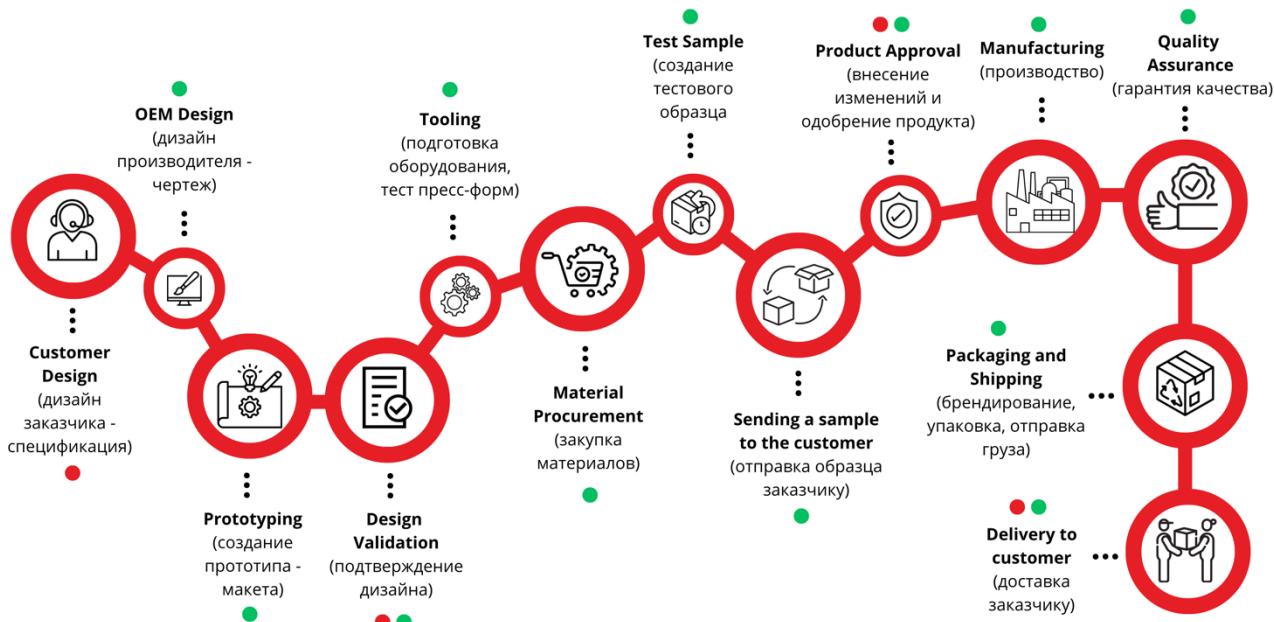 Customer
Design
(дизайн
заказчика -
спецификация)
OEM Design
(дизайн
производителя -
чертеж)
Prototyping
(создание
прототипа -
макета)
Design
Validation
(подтверждение
дизайна)
Tooling
(подготовка
оборудования,
тест пресс-форм)
Material
Procurement
(закупка
материалов)
Test Sample
(создание
тестового
образца
Sending a sample
to the customer
(отправка образца
заказчику)
Product Approval
(внесение
изменений и
одобрение продукта)
Manufacturing
(производство)
Quality
Assurance
(гарантия качества)
Packaging and
Shipping
(брендирование,
упаковка, отправка
груза)
Delivery to
customer
(доставка
заказчику)